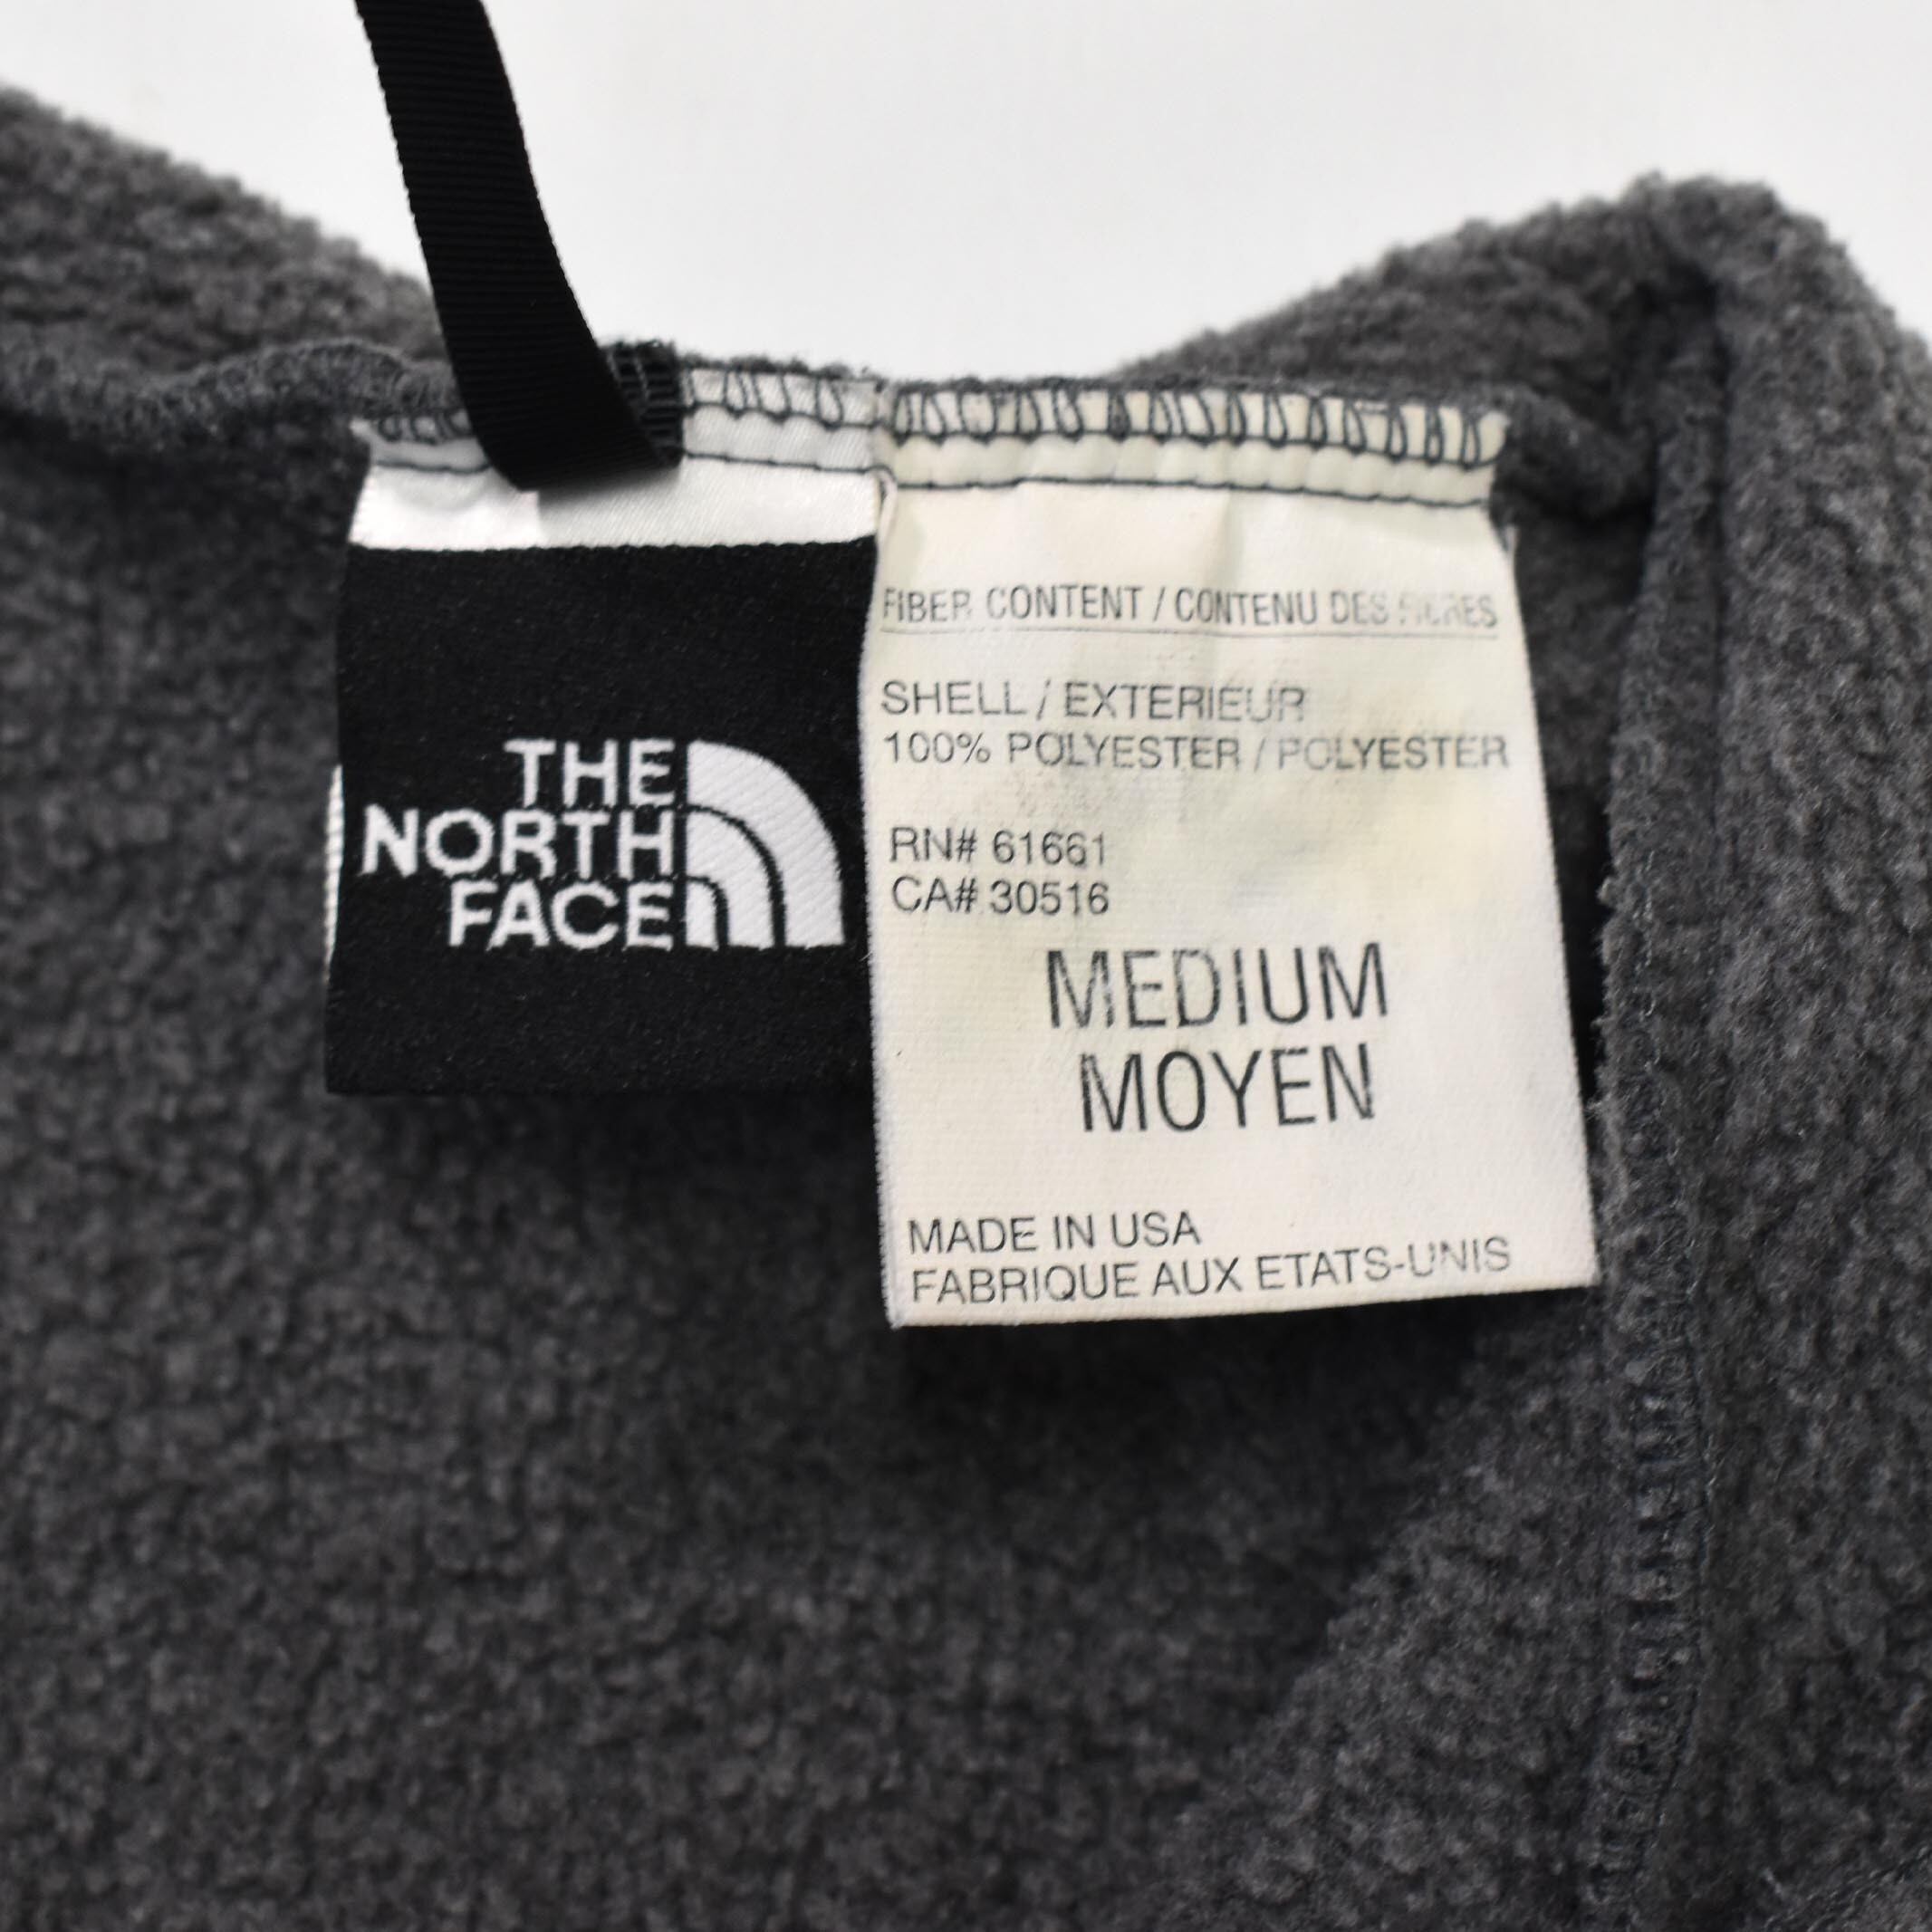 THE
NORTH
FACE
FIBER CONTENT / CONTENU DES FIBRES
SHELL / EXTERIEUR
100% POLYESTER / POLYESTER
RN# 61661
CA# 30516
MEDIUM
MOYEN
MADE IN USA
FABRIQUE AUX ETATS-UNIS